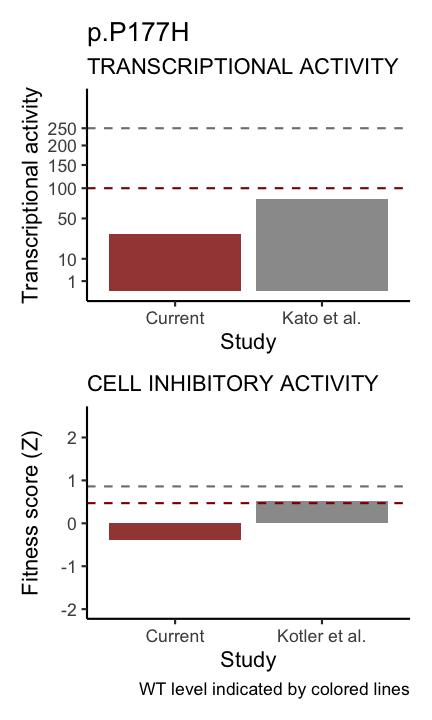 p.P177H
TRANSCRIPTIONAL ACTIVITY
Transcriptional activity
250
200
150
100
50
10
1
Current
Kato et al.
Study
CELL INHIBITORY ACTIVITY
Fitness score (Z)
2
1
0
-1
-2
Current
Kotler et al.
Study
WT level indicated by colored lines